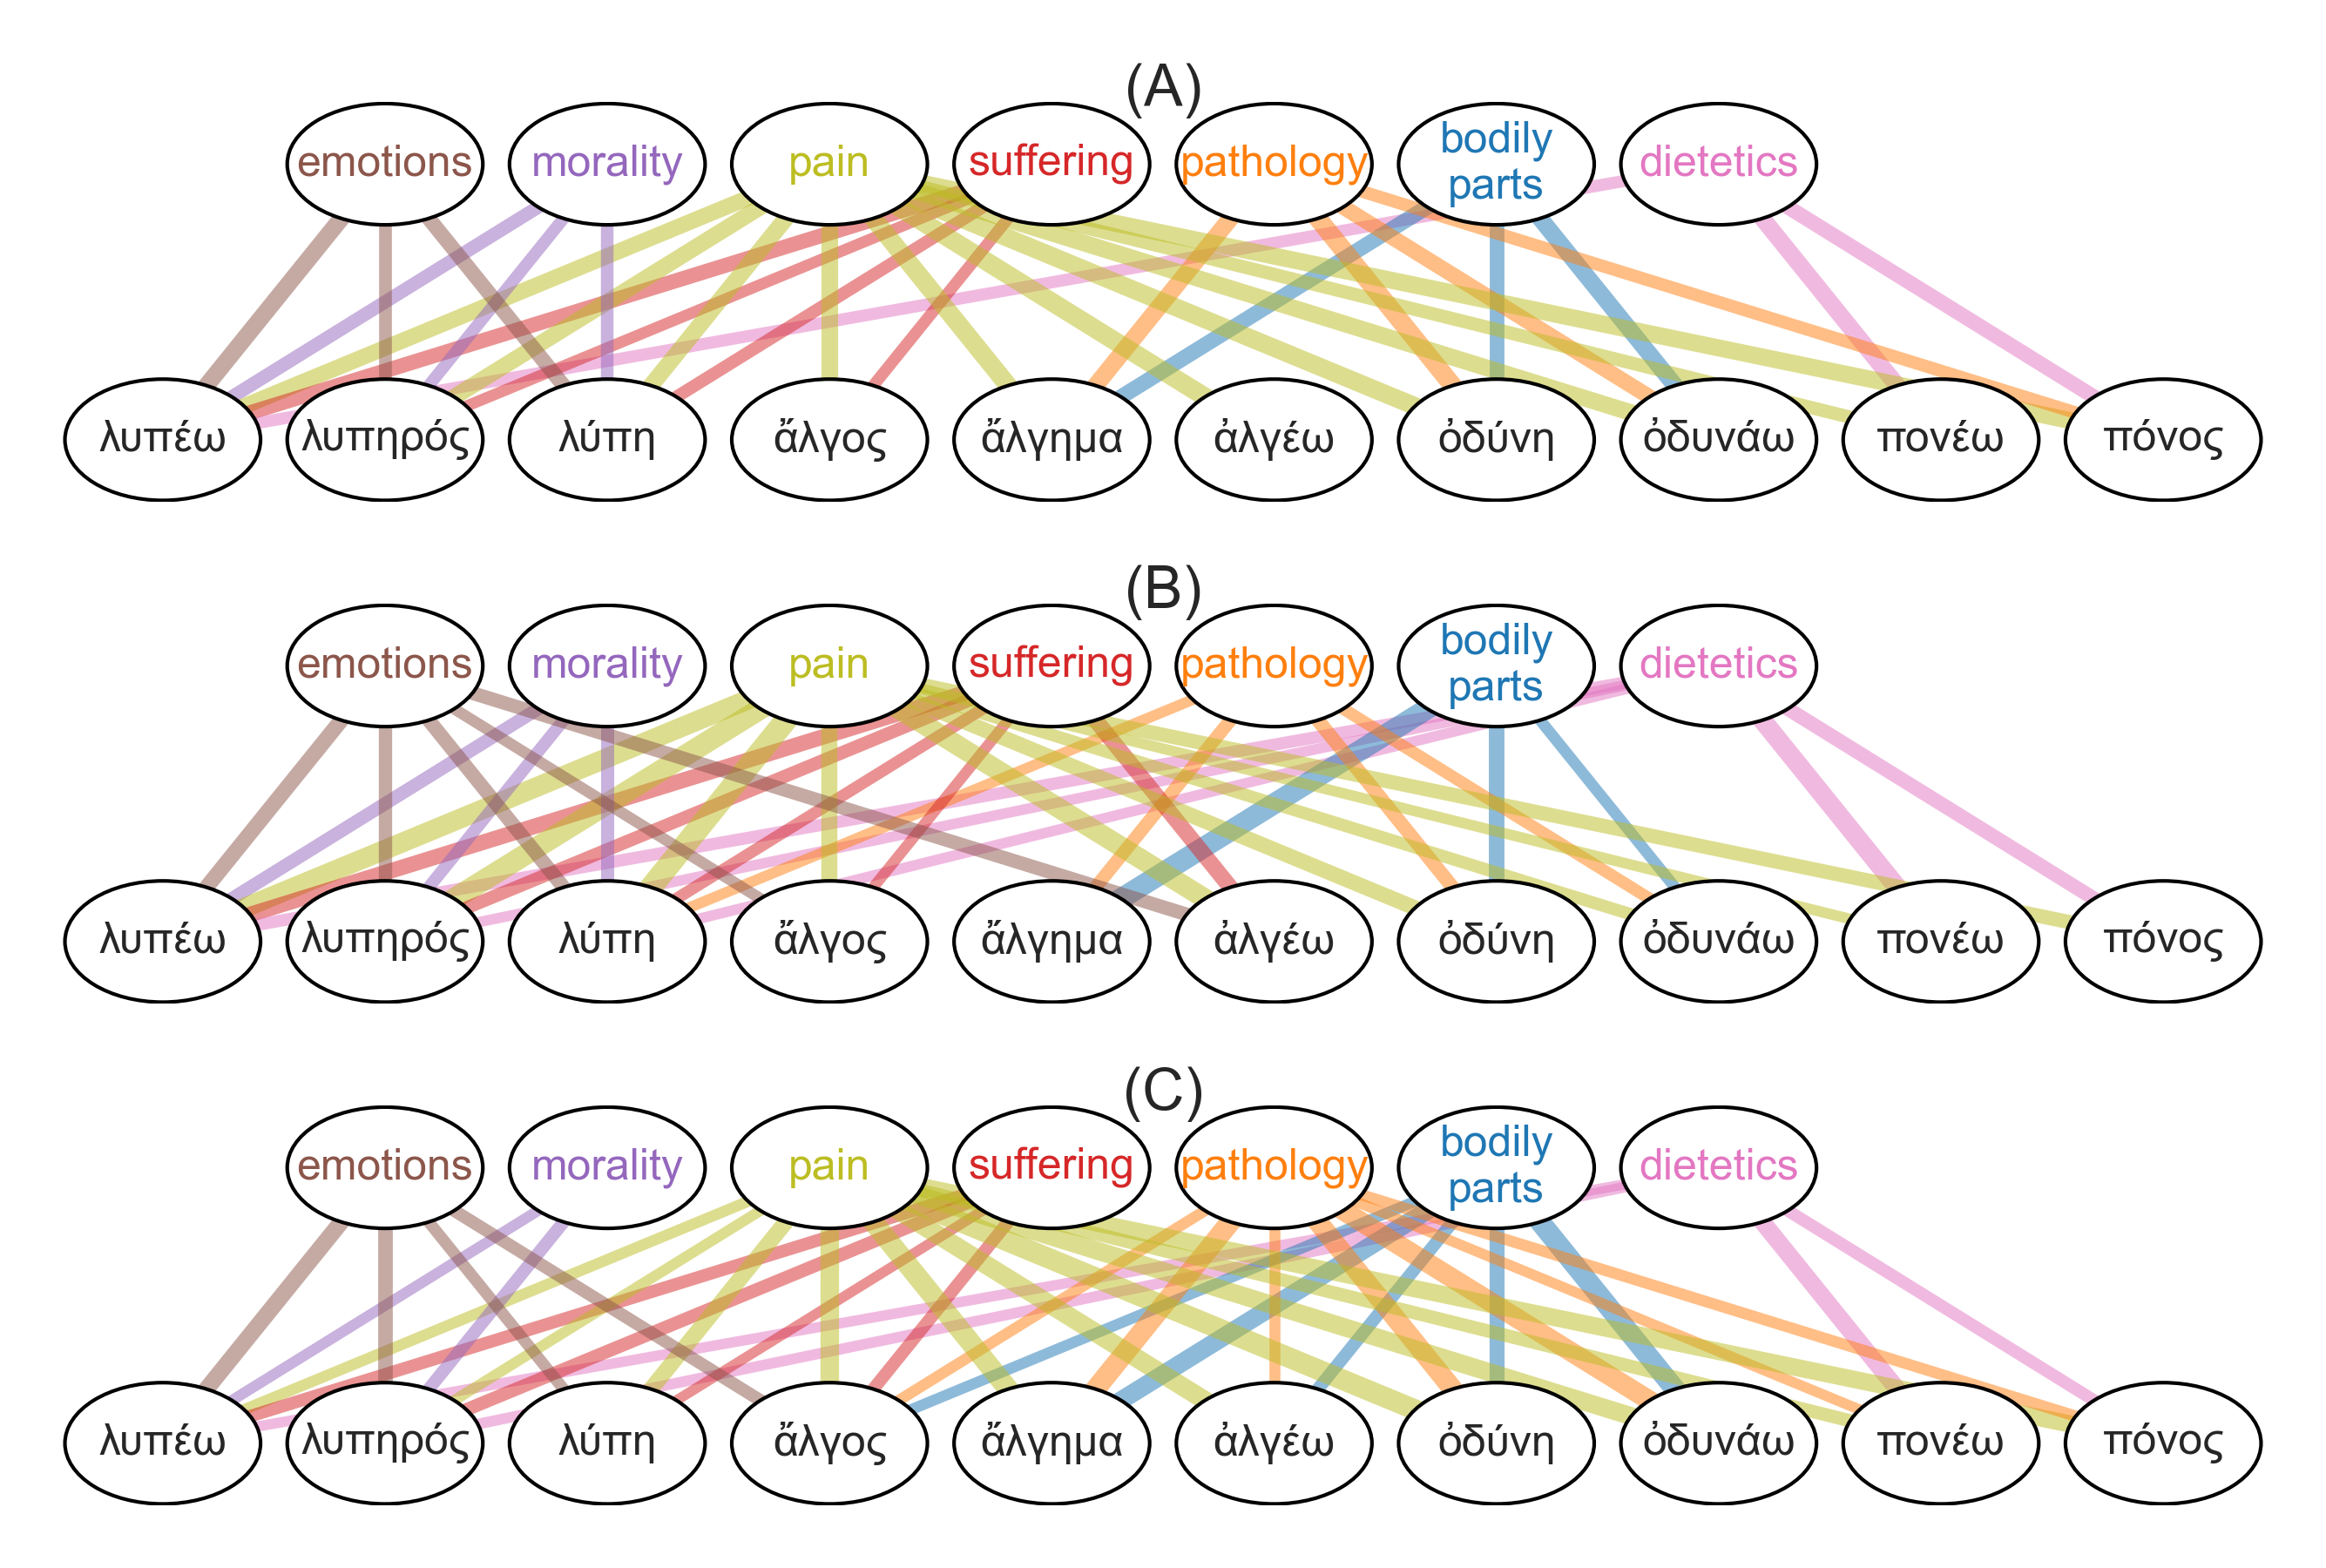 (A)
emotions morality pain suffering pathology bodily parts dietetics
λυπέω λυπηρός λύπη ἄλγος ἄλγημα ἀλγέω ὀδύνη ὀδυνάω πονέω πόνος
(B)
emotions morality pain suffering pathology bodily parts dietetics
λυπέω λυπηρός λύπη ἄλγος ἄλγημα ἀλγέω ὀδύνη ὀδυνάω πονέω πόνος
(C)
emotions morality pain suffering pathology bodily parts dietetics
λυπέω λυπηρός λύπη ἄλγος ἄλγημα ἀλγέω ὀδύνη ὀδυνάω πονέω πόνος